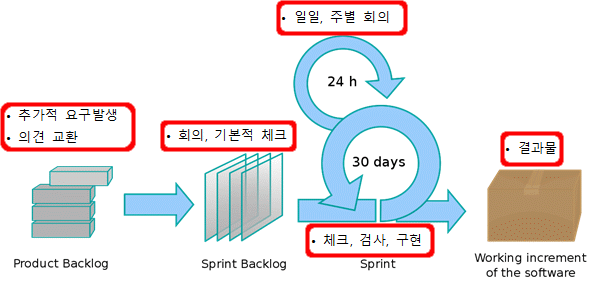 • 일일, 주별 회의
24 h
• 추가적 요구발생
• 의견 교환
• 회의, 기본적 체크
30 days
• 결과물
• 체크, 검사, 구현
Product Backlog
Sprint Backlog
Sprint
Working increment
of the software